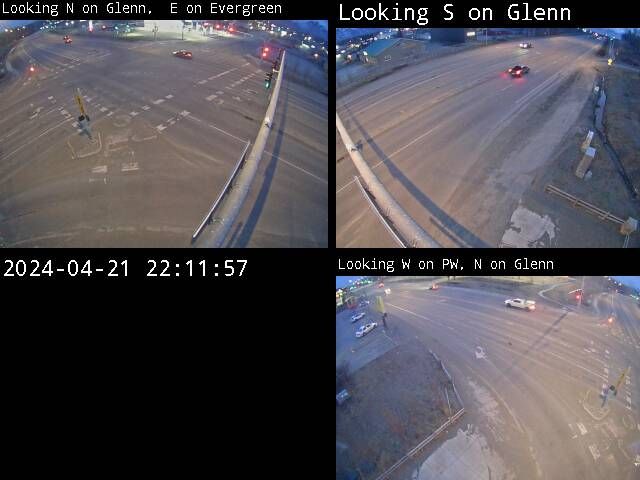 Looking N on Glenn,  E on Evergreen
Looking S on Glenn
2024-04-21 22:11:57
Looking W on PW, N on Glenn